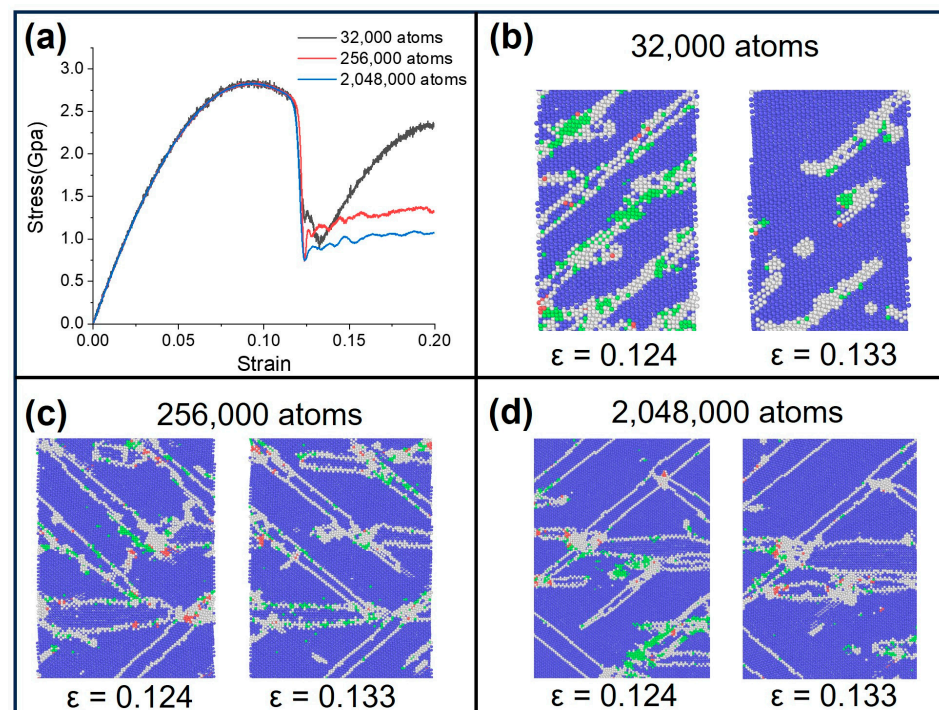 (a)
32,000 atoms
256,000 atoms
2,048,000 atoms
Stress(Gpa)
3.0
2.5
2.0
1.5
1.0
0.5
0.0
0.00 0.05 0.10 0.15 0.20
Strain
(b)
32,000 atoms
ε = 0.124 ε = 0.133
(c)
256,000 atoms
ε = 0.124 ε = 0.133
(d)
2,048,000 atoms
ε = 0.124 ε = 0.133